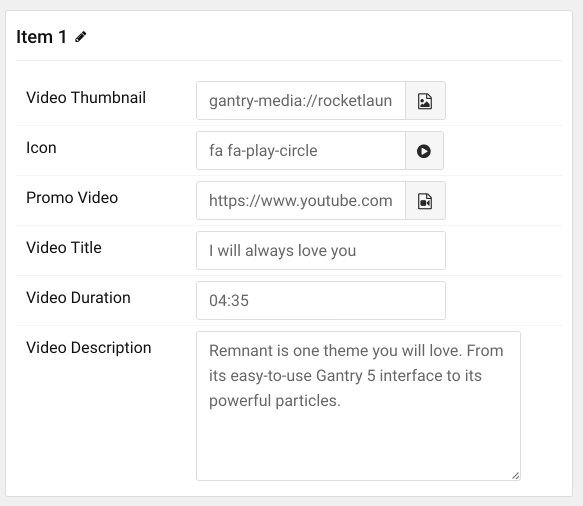 Item 1
Video Thumbnail
gantry-media://rocketlaun
Icon
fa fa-play-circle
Promo Video
https://www.youtube.com
Video Title
I will always love you
Video Duration
04:35
Video Description
Remnant is one theme you will love. From
its easy-to-use Gantry 5 interface to its
powerful particles.